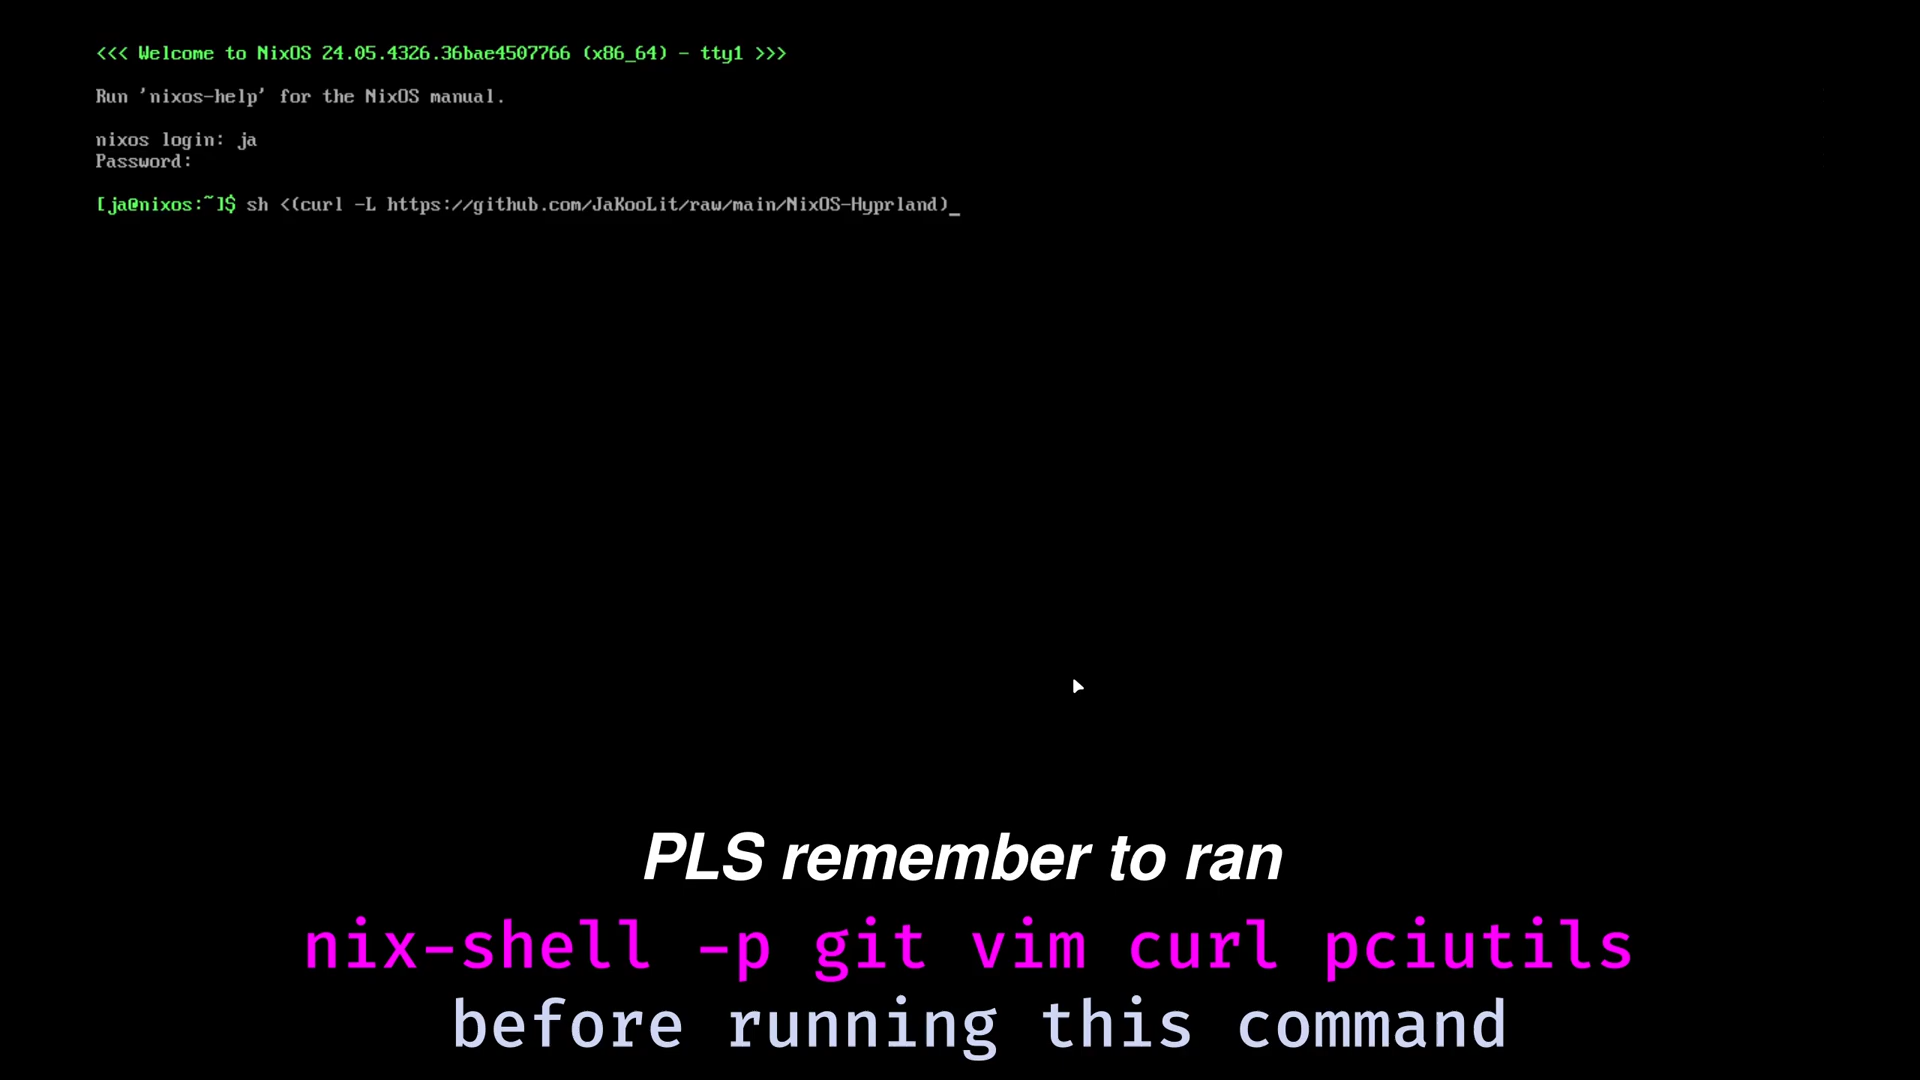 <<< Welcome to NixOS 24.05.4326.36bae4507766 (x86_64) - tty1 >>>
Run 'nixos-help' for the NixOS manual.
nixos login: ja
Password:
[ja@nixos:~]$ sh <(curl -L https://github.com/JaKooLit/raw/main/NixOS-Hyprland)_
PLS remember to ran
nix-shell -p git vim curl pciutils
before running this command